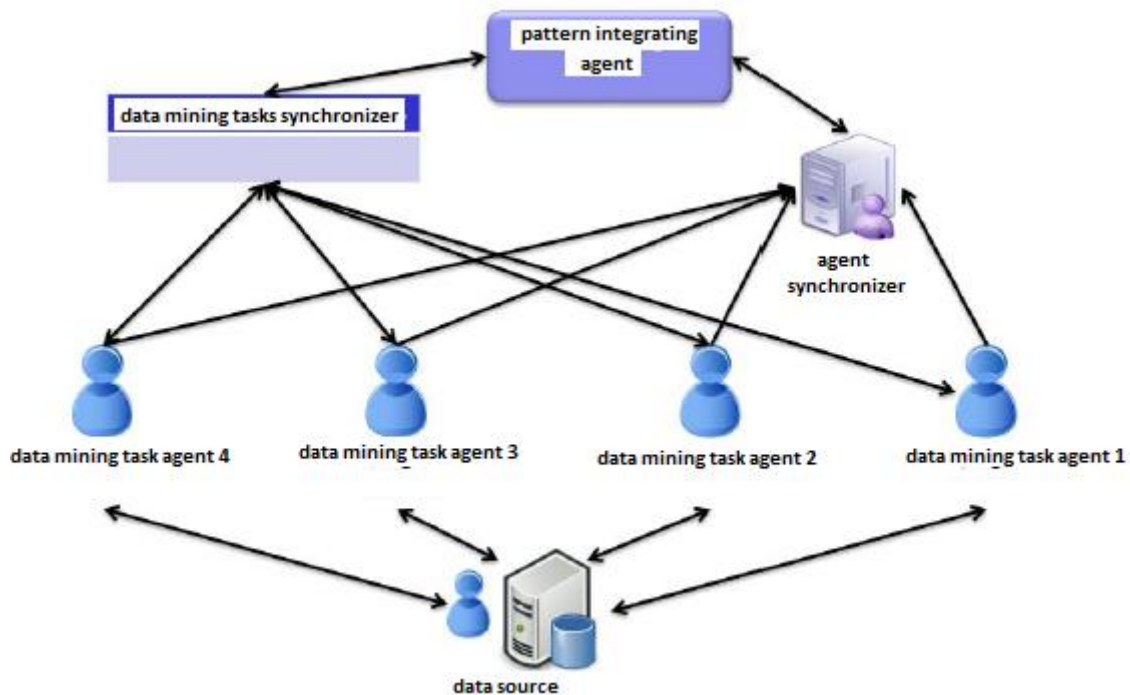 pattern integrating
agent
data mining tasks synchronizer
agent
synchronizer
data mining task agent 4
data mining task agent 3
data mining task agent 2
data mining task agent 1
data source